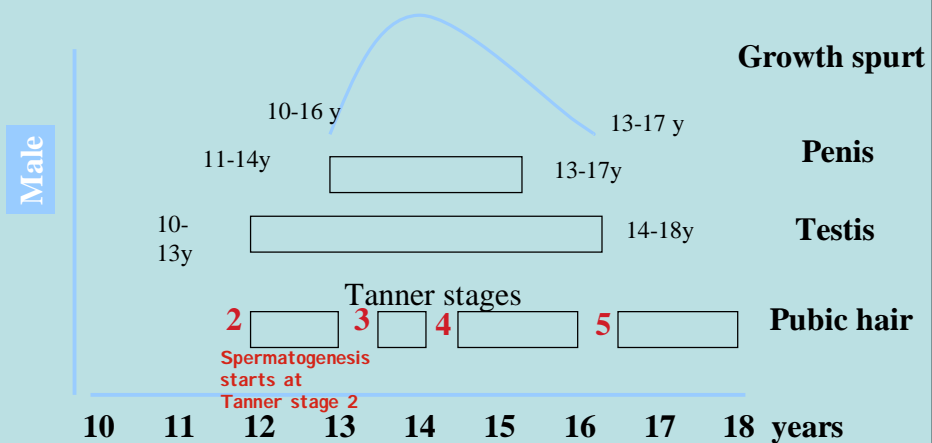 Growth spurt
10-16 y
13-17 y
Male
11-14y
13-17y
Penis
10-
13y
14-18y
Testis
Tanner stages
2 3 4 5 Pubic hair
Spermatogenesis
starts at
Tanner stage 2
10 11 12 13 14 15 16 17 18 years